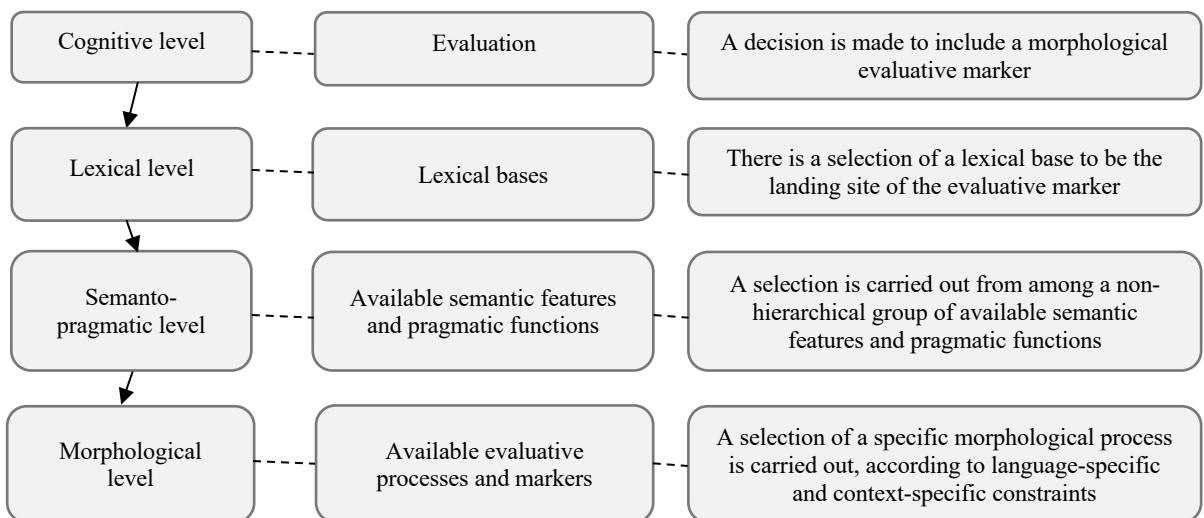 Cognitive level
Evaluation
A decision is made to include a morphological
evaluative marker
Lexical level
Lexical bases
There is a selection of a lexical base to be the
landing site of the evaluative marker
Semanto-
pragmatic level
Available semantic features
and pragmatic functions
A selection is carried out from among a non-
hierarchical group of available semantic
features and pragmatic functions
Morphological
level
Available evaluative
processes and markers
A selection of a specific morphological process
is carried out, according to language-specific
and context-specific constraints